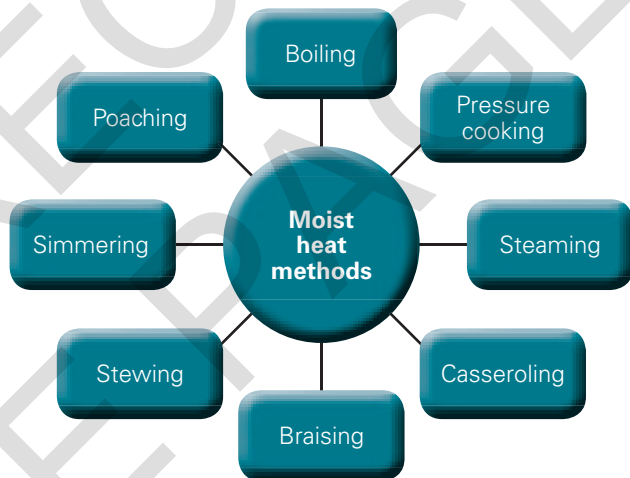 Boiling
Poaching
Pressure
cooking
Moist
heat
methods
Simmering
Steaming
Stewing
Casseroling
Braising